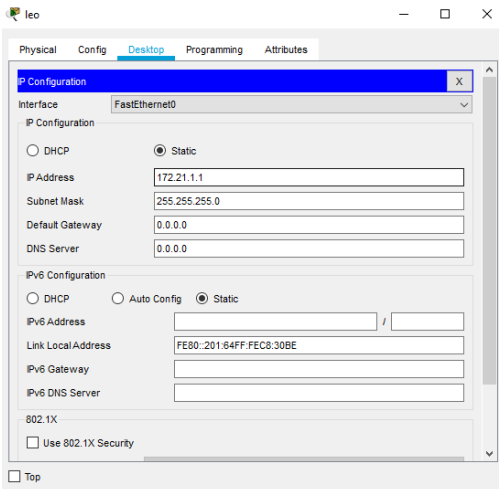 leo
Physical Config Desktop Programming Attributes
IP Configuration X
Interface FastEthernet0
IP Configuration
DHCP Static
IP Address 172.21.1.1
Subnet Mask 255.255.255.0
Default Gateway 0.0.0.0
DNS Server 0.0.0.0
IPv6 Configuration
DHCP Auto Config Static
IPv6 Address /
Link Local Address FE80::201:64FF:FEC8:30BE
IPv6 Gateway
IPv6 DNS Server
802.1X
Use 802.1X Security
Top